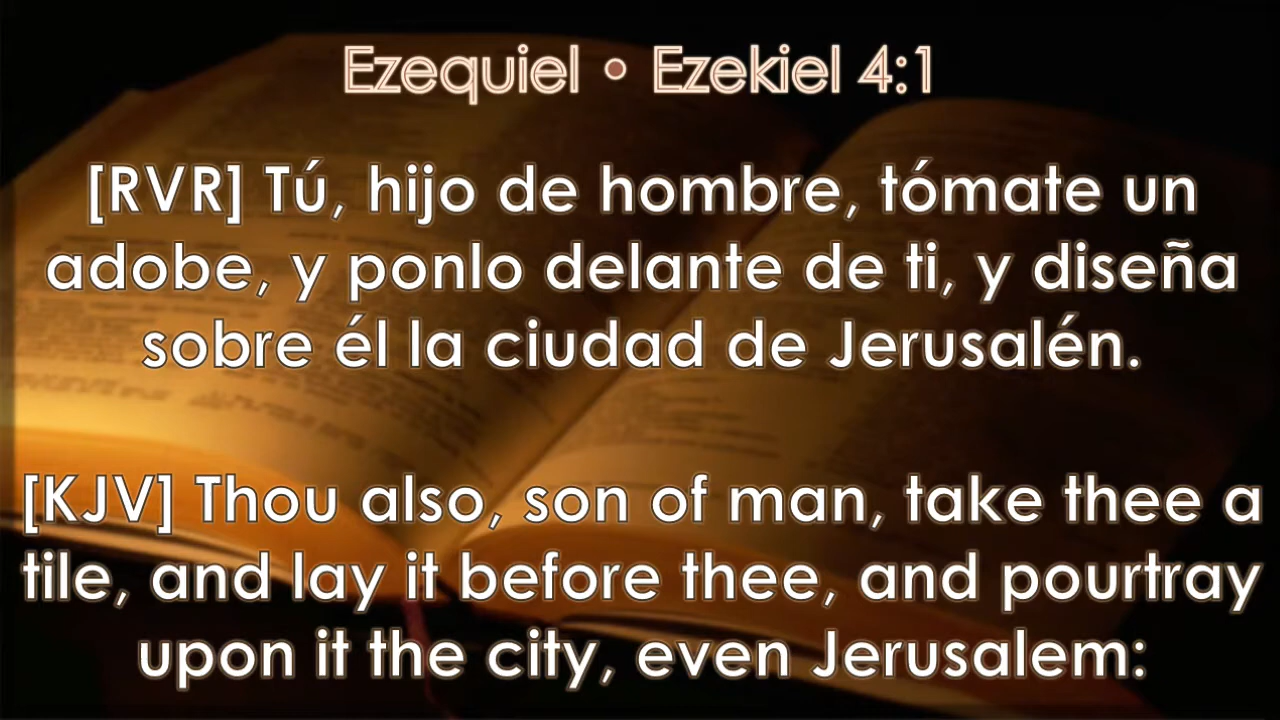 Ezequiel • Ezekiel 4:1
[RVR] Tú, hijo de hombre, tómate un
adobe, y ponlo delante de ti, y diseña
sobre él la ciudad de Jerusalén.
[KJV] Thou also, son of man, take thee a
tile, and lay it before thee, and pourtray
upon it the city, even Jerusalem: